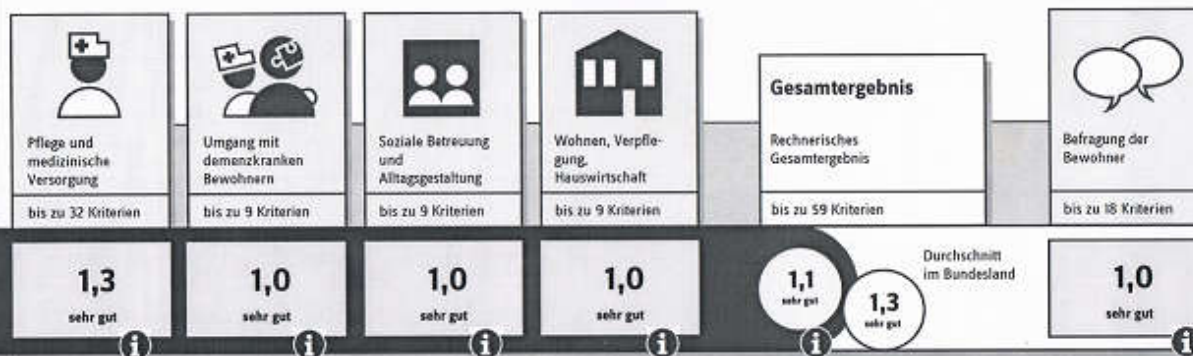 Pflege und
medizinische
Versorgung
bis zu 32 Kriterien
1,3
sehr gut
i
Umgang mit
demenzkranken
Bewohnern
bis zu 9 Kriterien
1,0
sehr gut
i
Soziale Betreuung
und
Alltagsgestaltung
bis zu 9 Kriterien
1,0
sehr gut
i
Wohnen, Verpfle-
gung,
Hauswirtschaft
bis zu 9 Kriterien
1,0
sehr gut
i
Gesamtergebnis
Rechnerisches
Gesamtergebnis
bis zu 59 Kriterien
1,1
sehr gut
i
Durchschnitt
im Bundesland
1,3
sehr gut
Befragung der
Bewohner
bis zu 18 Kriterien
1,0
sehr gut
i